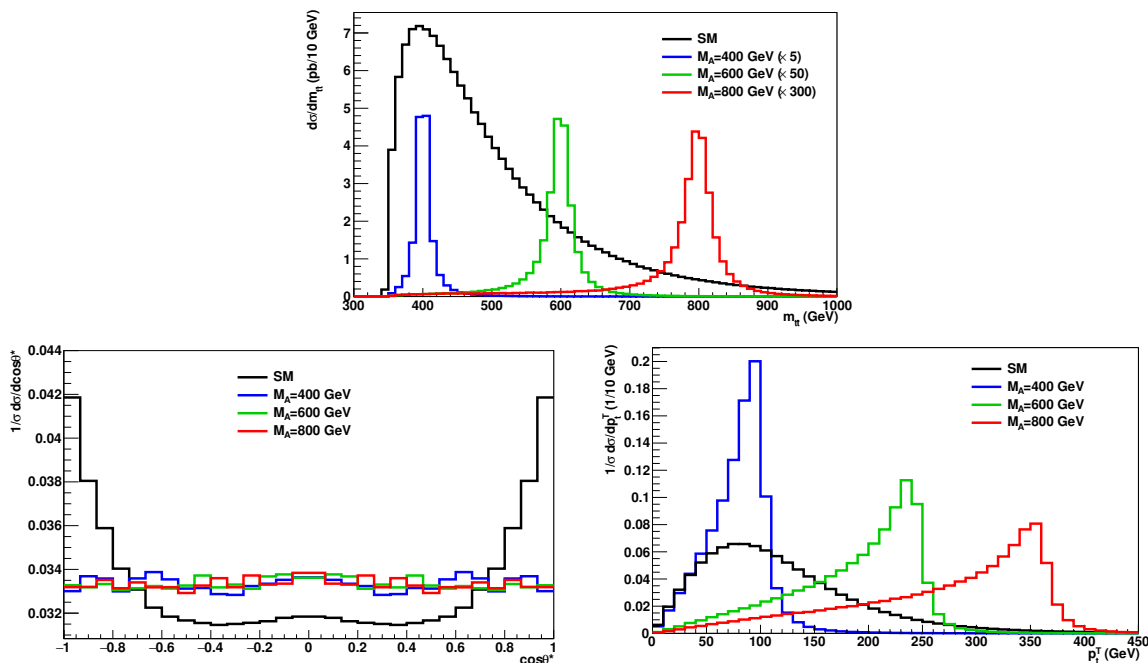 dσ/dm_tt (pb/10 GeV)
7
6
5
4
3
2
1
0
SM
M_A=400 GeV (× 5)
M_A=600 GeV (× 50)
M_A=800 GeV (× 300)
300 400 500 600 700 800 900 1000
m_tt (GeV)
1/σ dσ/dcosθ*
0.044
0.042
0.04
0.038
0.036
0.034
0.032
SM
M_A=400 GeV
M_A=600 GeV
M_A=800 GeV
−1 −0.8 −0.6 −0.4 −0.2 0 0.2 0.4 0.6 0.8 1
cosθ*
1/σ dσ/dp_t^T (1/10 GeV)
0.2
0.18
0.16
0.14
0.12
0.1
0.08
0.06
0.04
0.02
0
SM
M_A=400 GeV
M_A=600 GeV
M_A=800 GeV
0 50 100 150 200 250 300 350 400 450
p_t^T (GeV)